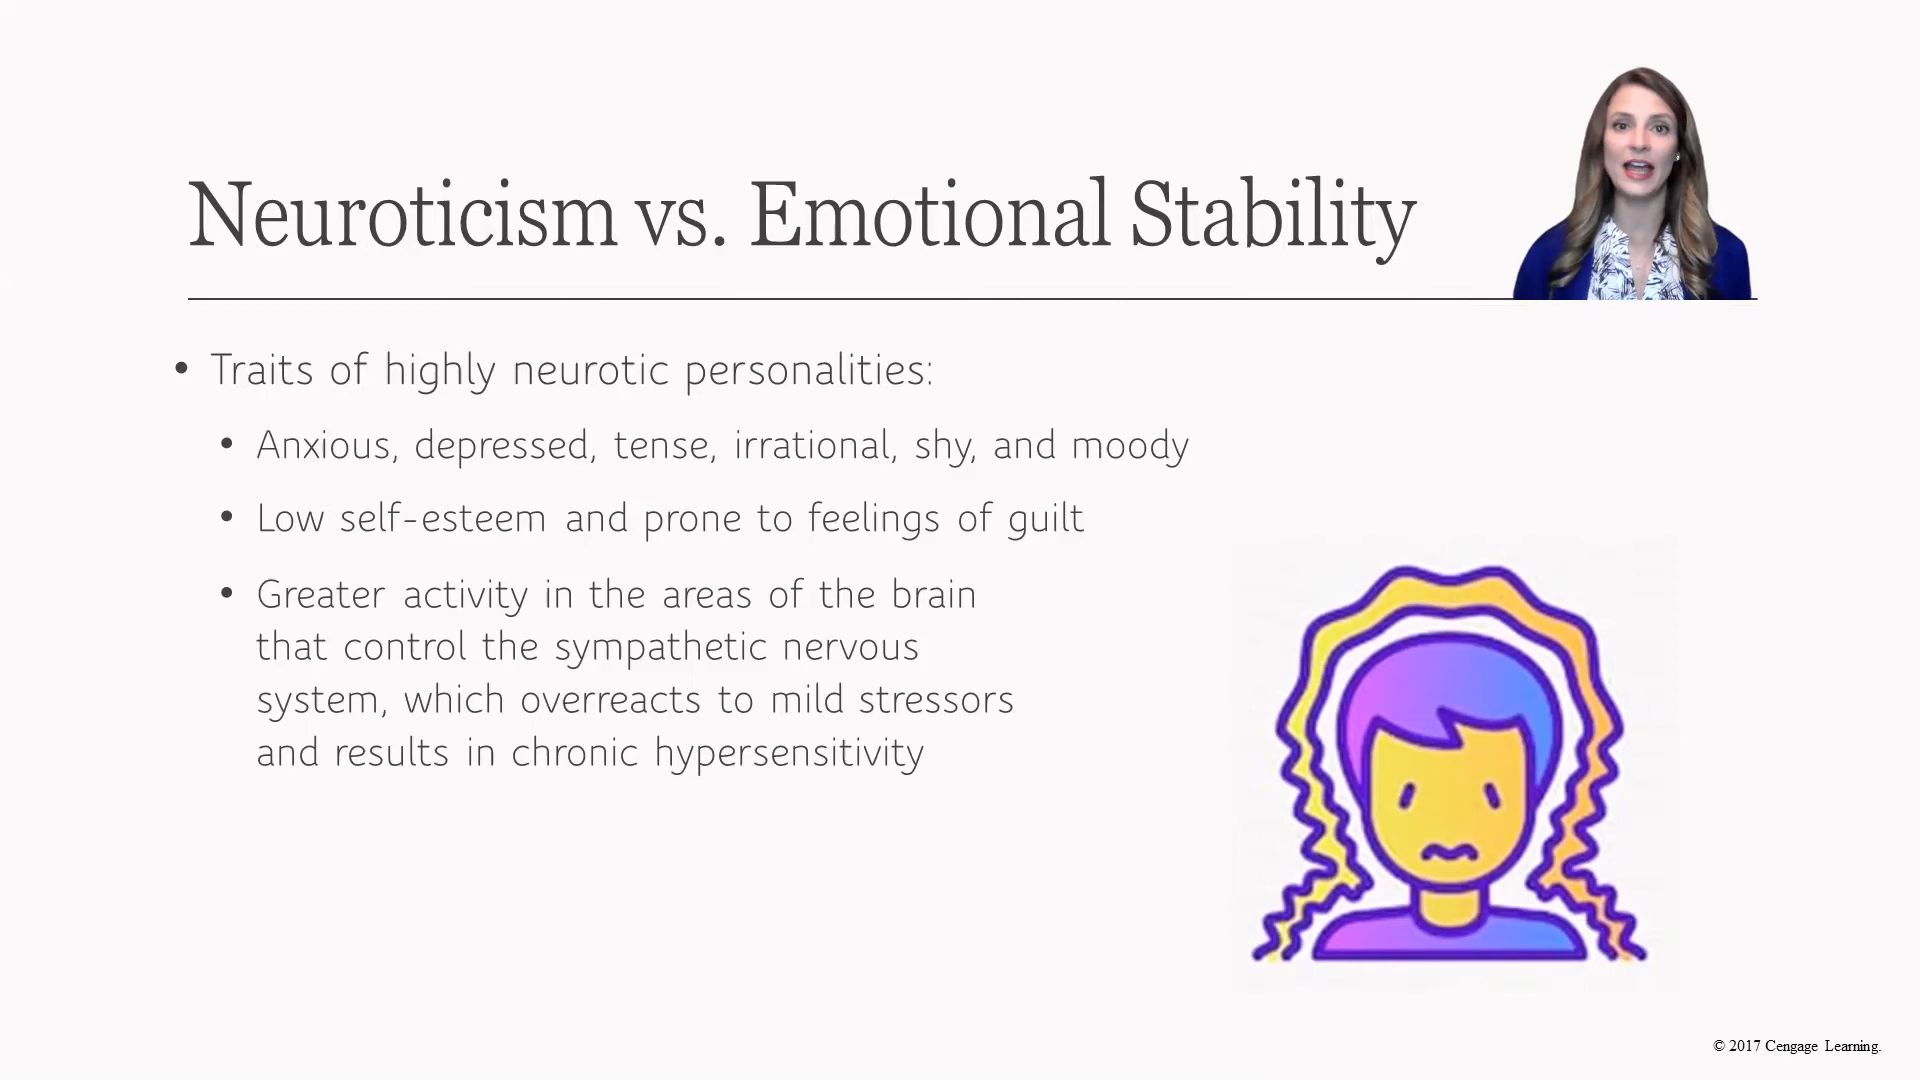 Neuroticism vs. Emotional Stability
• Traits of highly neurotic personalities:
• Anxious, depressed, tense, irrational, shy, and moody
• Low self-esteem and prone to feelings of guilt
• Greater activity in the areas of the brain
that control the sympathetic nervous
system, which overreacts to mild stressors
and results in chronic hypersensitivity
© 2017 Cengage Learning.